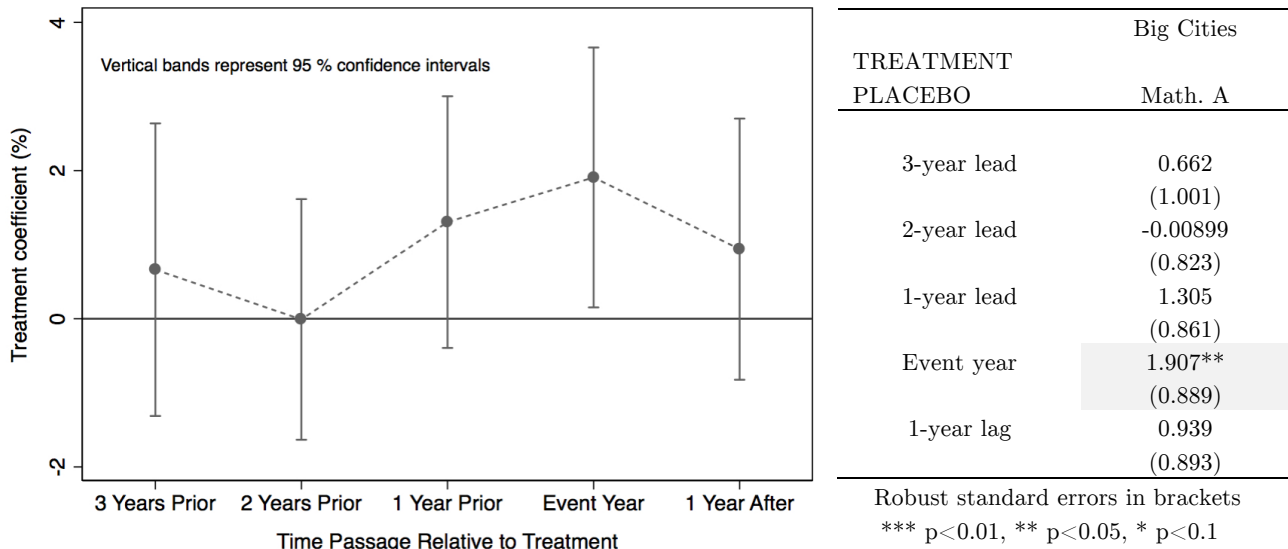 4
Vertical bands represent 95 % confidence intervals
2
0
-2
Treatment coefficient (%)
3 Years Prior 2 Years Prior 1 Year Prior Event Year 1 Year After
Time Passage Relative to Treatment
Big Cities
TREATMENT
PLACEBO Math. A
3-year lead 0.662
(1.001)
2-year lead -0.00899
(0.823)
1-year lead 1.305
(0.861)
Event year 1.907**
(0.889)
1-year lag 0.939
(0.893)
Robust standard errors in brackets
*** p<0.01, ** p<0.05, * p<0.1